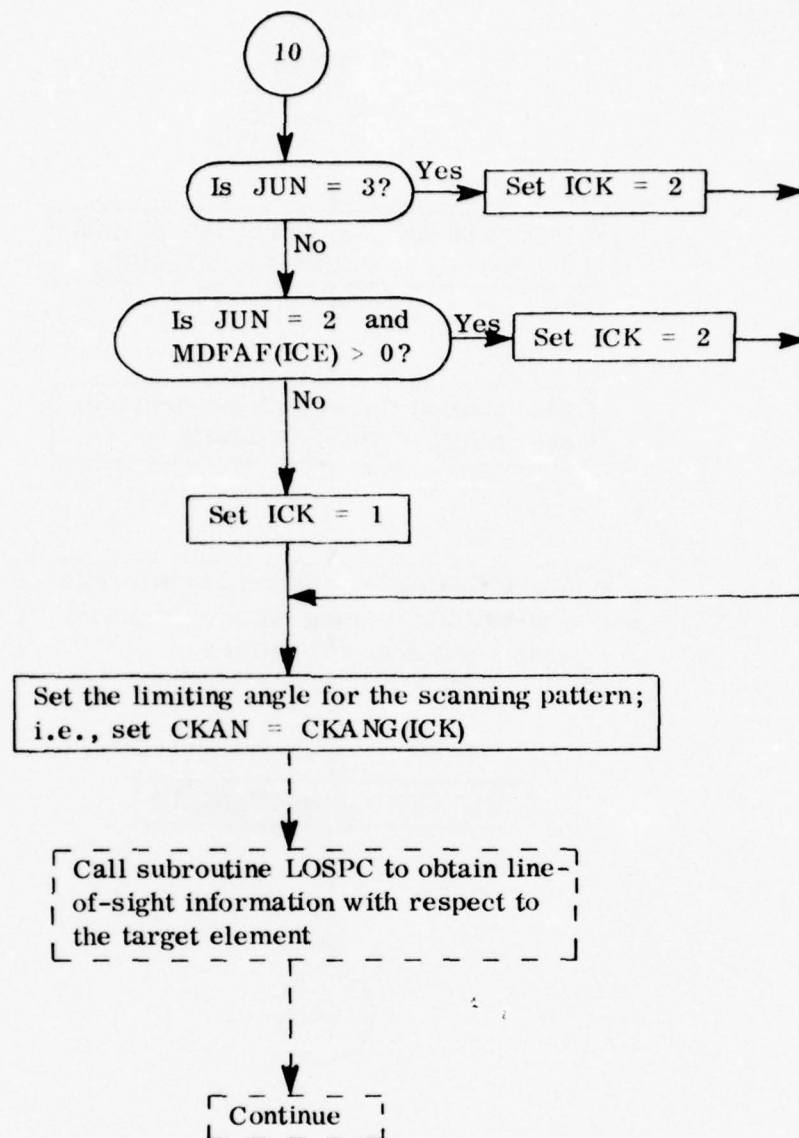 10
Is JUN = 3?
Yes
Set ICK = 2
No
Is JUN = 2 and
MDFAF(ICE) > 0?
Yes
Set ICK = 2
No
Set ICK = 1
Set the limiting angle for the scanning pattern;
i.e., set CKAN = CKANG(ICK)
Call subroutine LOSPC to obtain line-
of-sight information with respect to
the target element
Continue